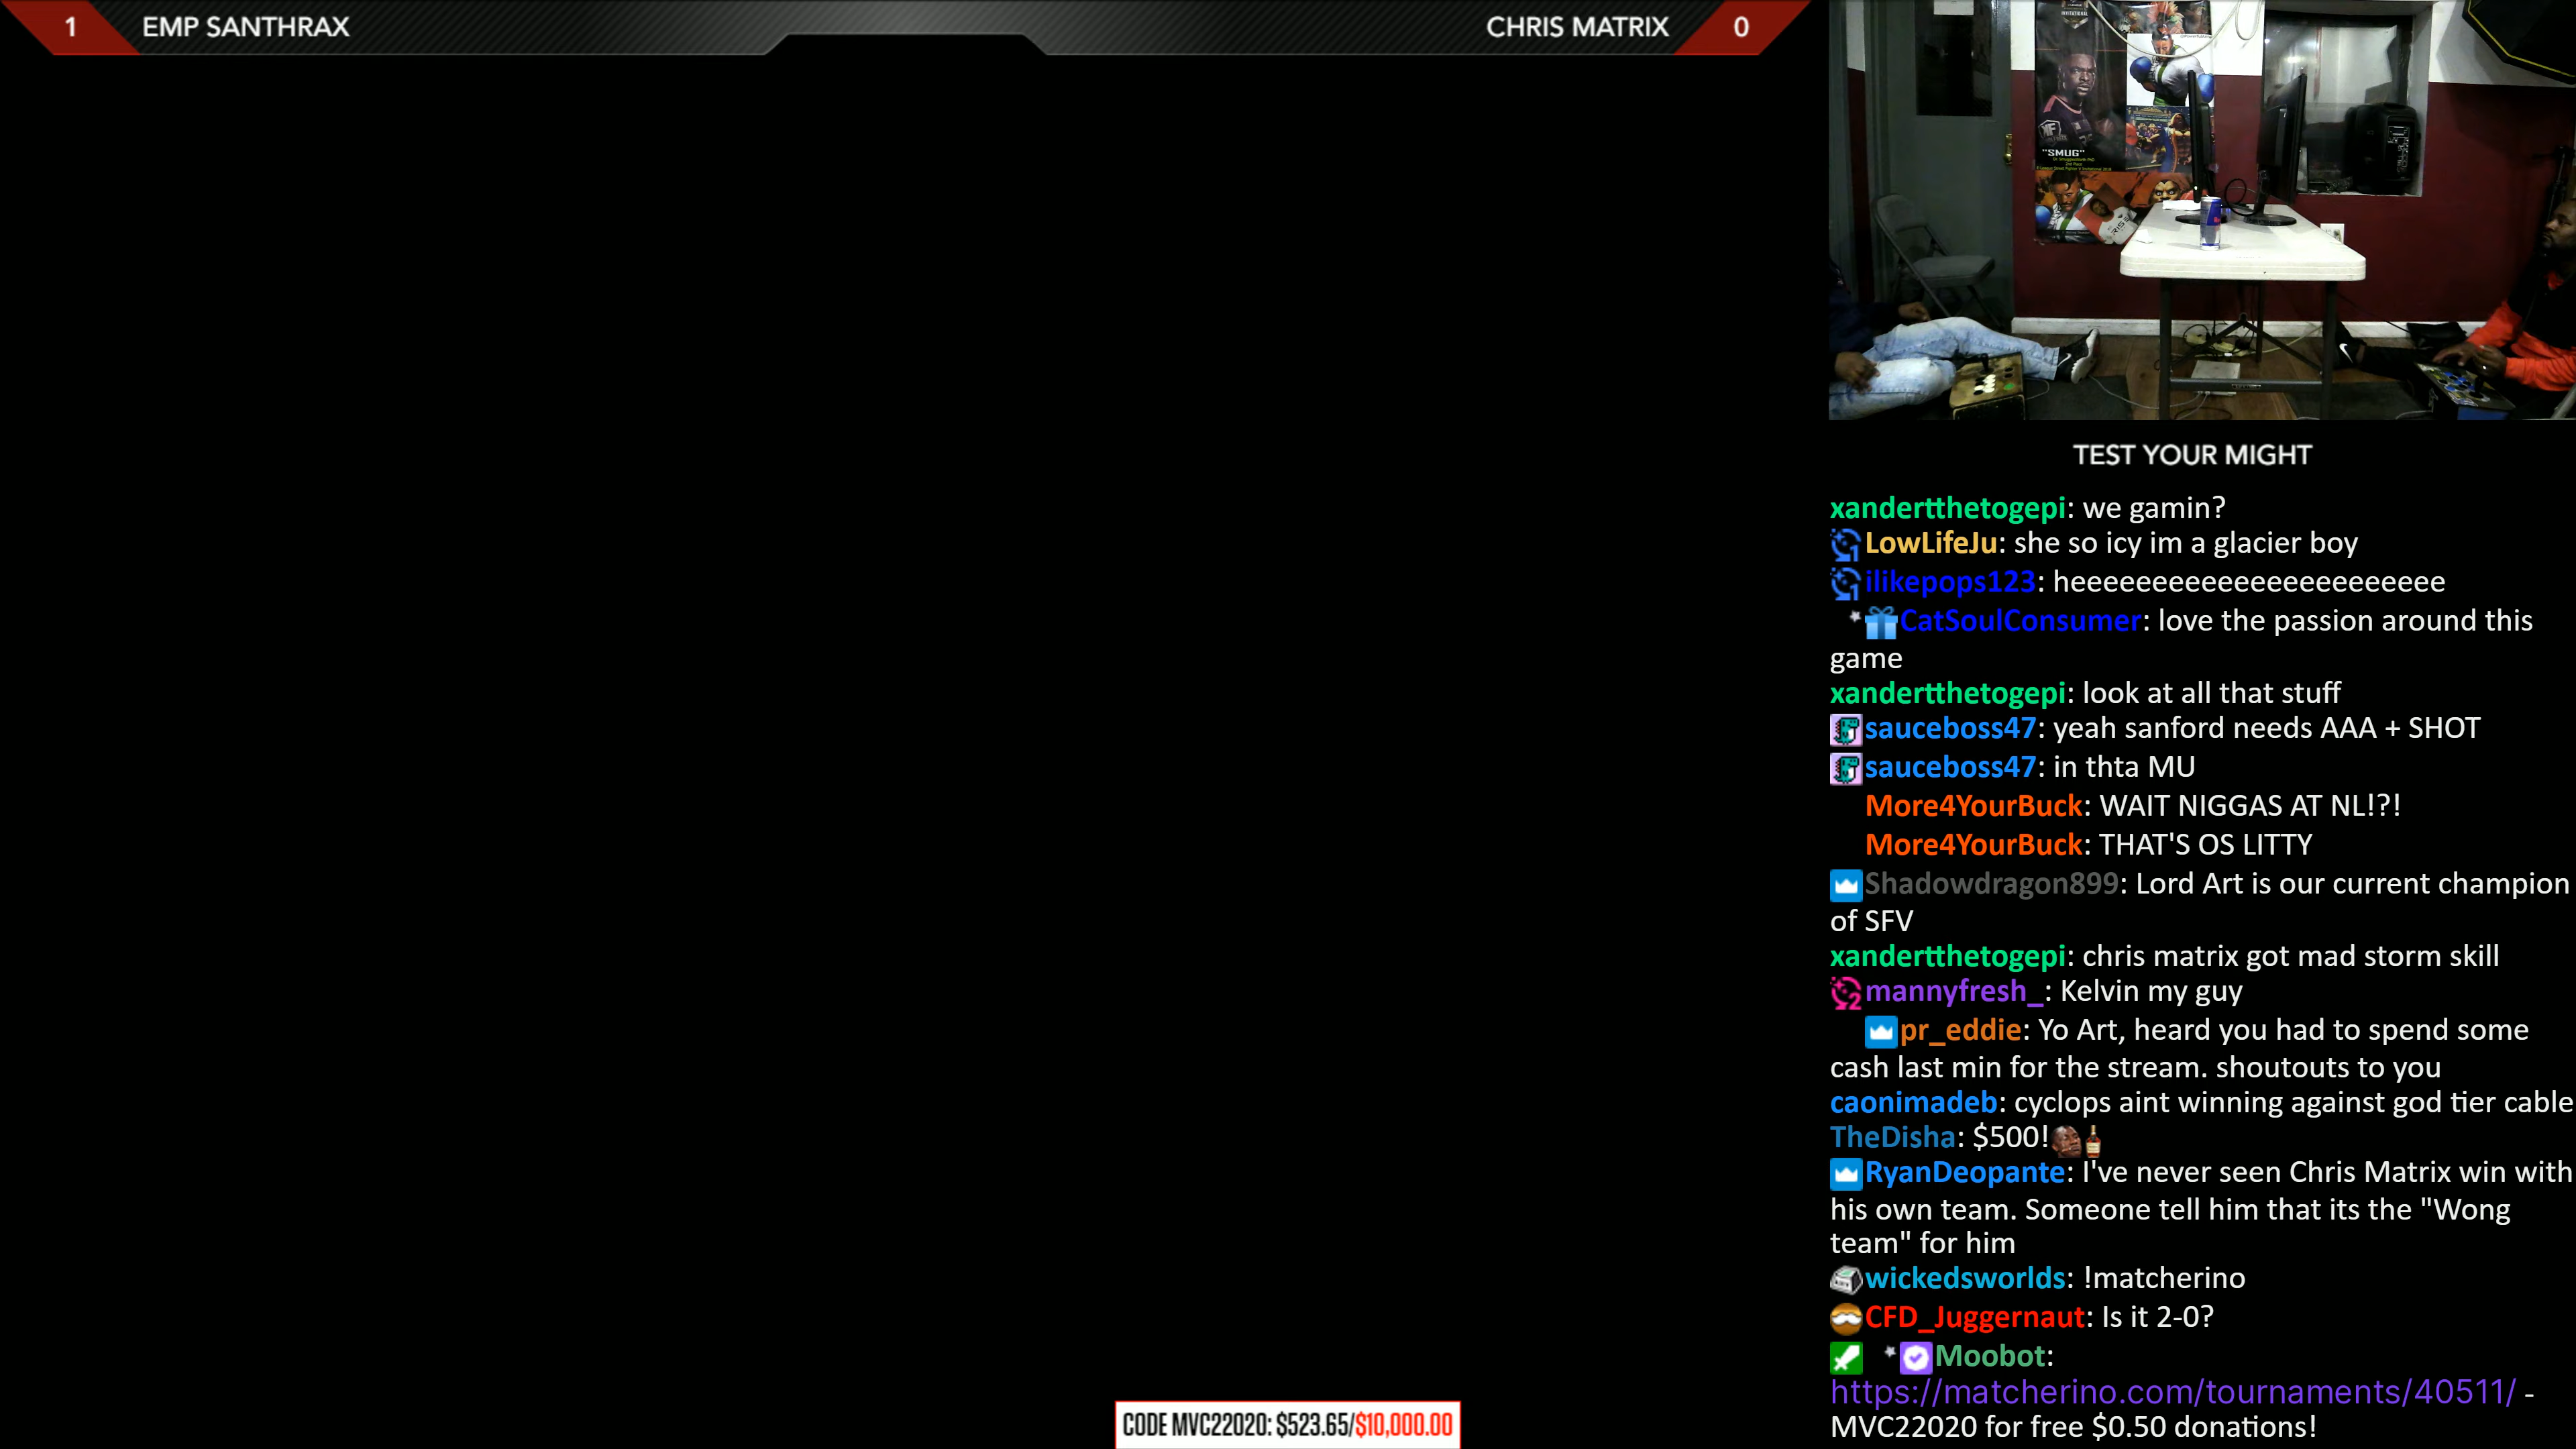 1 EMP SANTHRAX CHRIS MATRIX 0
"SMUG"
TEST YOUR MIGHT
xandertthetogepi: we gamin?
LowLifeJu: she so icy im a glacier boy
ilikepops123: heeeeeeeeeeeeeeeeeeeeeeee
CatSoulConsumer: love the passion around this
game
xandertthetogepi: look at all that stuff
sauceboss47: yeah sanford needs AAA + SHOT
sauceboss47: in thta MU
More4YourBuck: WAIT NIGGAS AT NL!?!
More4YourBuck: THAT'S OS LITTY
Shadowdragon899: Lord Art is our current champion
of SFV
xandertthetogepi: chris matrix got mad storm skill
mannyfresh_: Kelvin my guy
pr_eddie: Yo Art, heard you had to spend some
cash last min for the stream. shoutouts to you
caonimadeb: cyclops aint winning against god tier cable
TheDisha: $500!
RyanDeopante: I've never seen Chris Matrix win with
his own team. Someone tell him that its the "Wong
team" for him
wickedsworlds: !matcherino
CFD_Juggernaut: Is it 2-0?
Moobot:
https://matcherino.com/tournaments/40511/ -
MVC22020 for free $0.50 donations!
CODE MVC22020: $523.65/$10,000.00